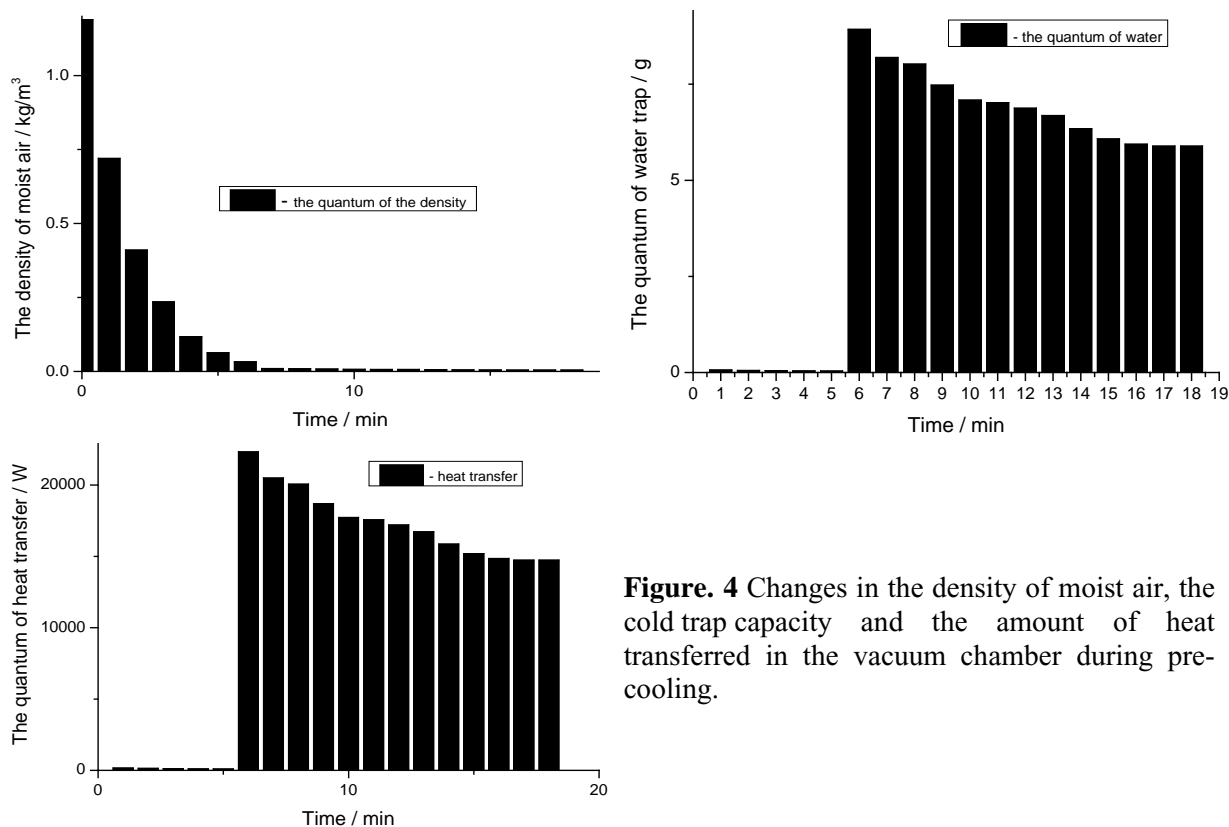 The density of moist air / kg/m³
1.0
0.5
0.0
- the quantum of the density
0
10
Time / min
The quantum of water trap / g
5
0
- the quantum of water
0 1 2 3 4 5 6 7 8 9 10 11 12 13 14 15 16 17 18 19
Time / min
The quantum of heat transfer / W
20000
10000
0
- heat transfer
0 10 20
Time / min
Figure. 4 Changes in the density of moist air, the
cold trap capacity and the amount of heat
transferred in the vacuum chamber during pre-
cooling.